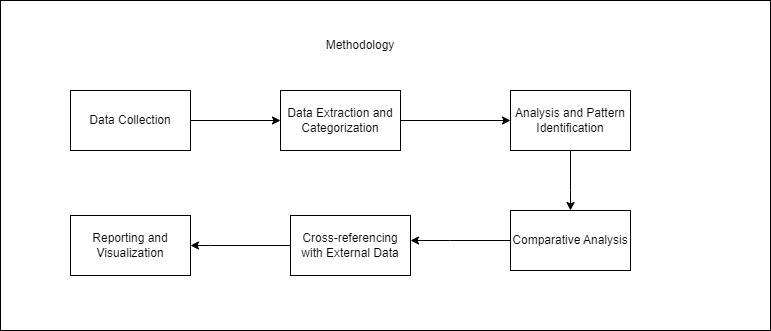 Methodology
Data Collection
Data Extraction and
Categorization
Analysis and Pattern
Identification
Comparative Analysis
Cross-referencing
with External Data
Reporting and
Visualization